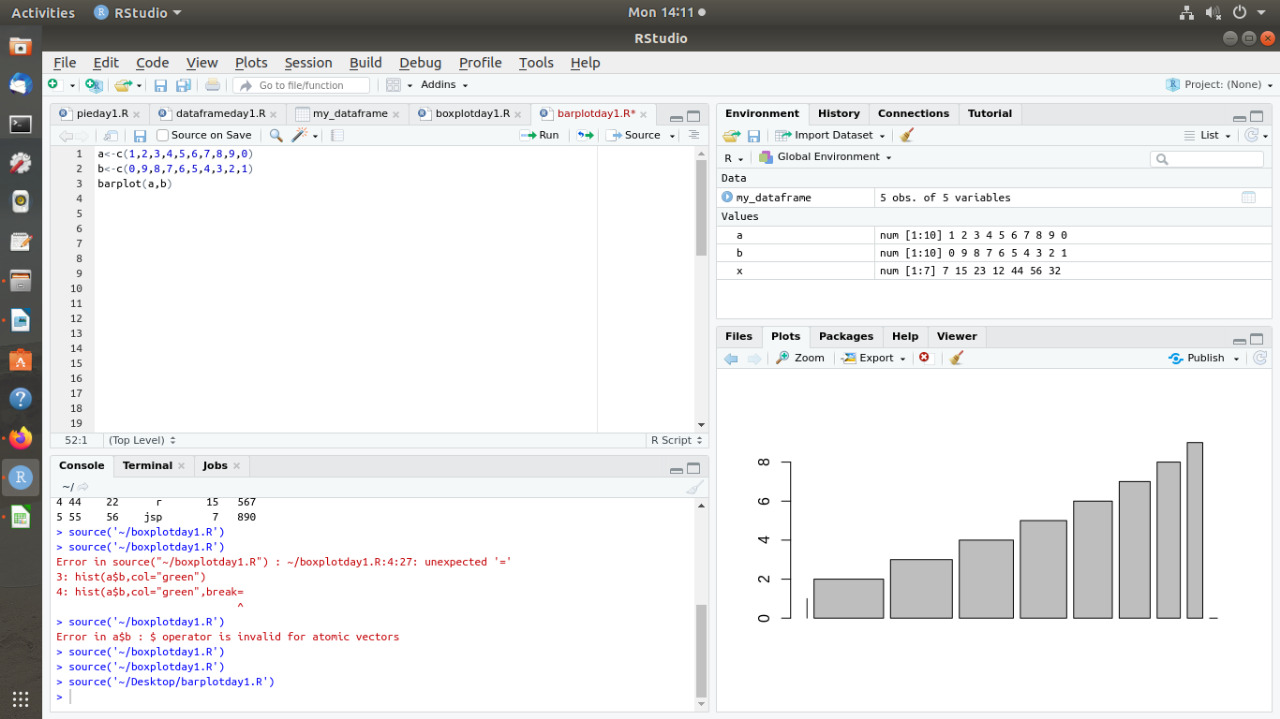 Activities RStudio Mon 14:11
RStudio
File Edit Code View Plots Session Build Debug Profile Tools Help
Go to file/function Addins Project: (None)
pieday1.R dataframeday1.R my_dataframe boxplotday1.R barplotday1.R*
Source on Save Run Source
1 a<-c(1,2,3,4,5,6,7,8,9,0)
2 b<-c(0,9,8,7,6,5,4,3,2,1)
3 barplot(a,b)
4
5
6
7
8
9
10
11
12
13
14
15
16
17
18
19
52:1 (Top Level) R Script
Console Terminal Jobs
~/
4 44 22 r 15 567
5 55 56 jsp 7 890
> source('~/boxplotday1.R')
> source('~/boxplotday1.R')
Error in source("~/boxplotday1.R") : ~/boxplotday1.R:4:27: unexpected '='
3: hist(a$b,col="green")
4: hist(a$b,col="green",break=
^
> source('~/boxplotday1.R')
Error in a$b : $ operator is invalid for atomic vectors
> source('~/boxplotday1.R')
> source('~/boxplotday1.R')
> source('~/Desktop/barplotday1.R')
>
Environment History Connections Tutorial
Import Dataset List
R Global Environment
Data
my_dataframe 5 obs. of 5 variables
Values
a num [1:10] 1 2 3 4 5 6 7 8 9 0
b num [1:10] 0 9 8 7 6 5 4 3 2 1
x num [1:7] 7 15 23 12 44 56 32
Files Plots Packages Help Viewer
Zoom Export Publish
8
6
4
2
0